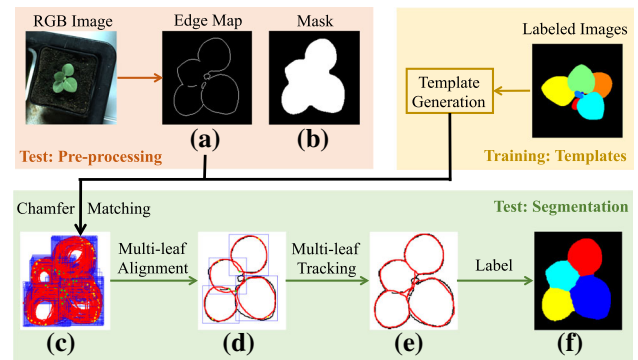 RGB Image
Edge Map
Mask
(a)
(b)
Test: Pre-processing
Labeled Images
Template
Generation
Training: Templates
Chamfer Matching
Test: Segmentation
Multi-leaf
Alignment
Multi-leaf
Tracking
Label
(c)
(d)
(e)
(f)